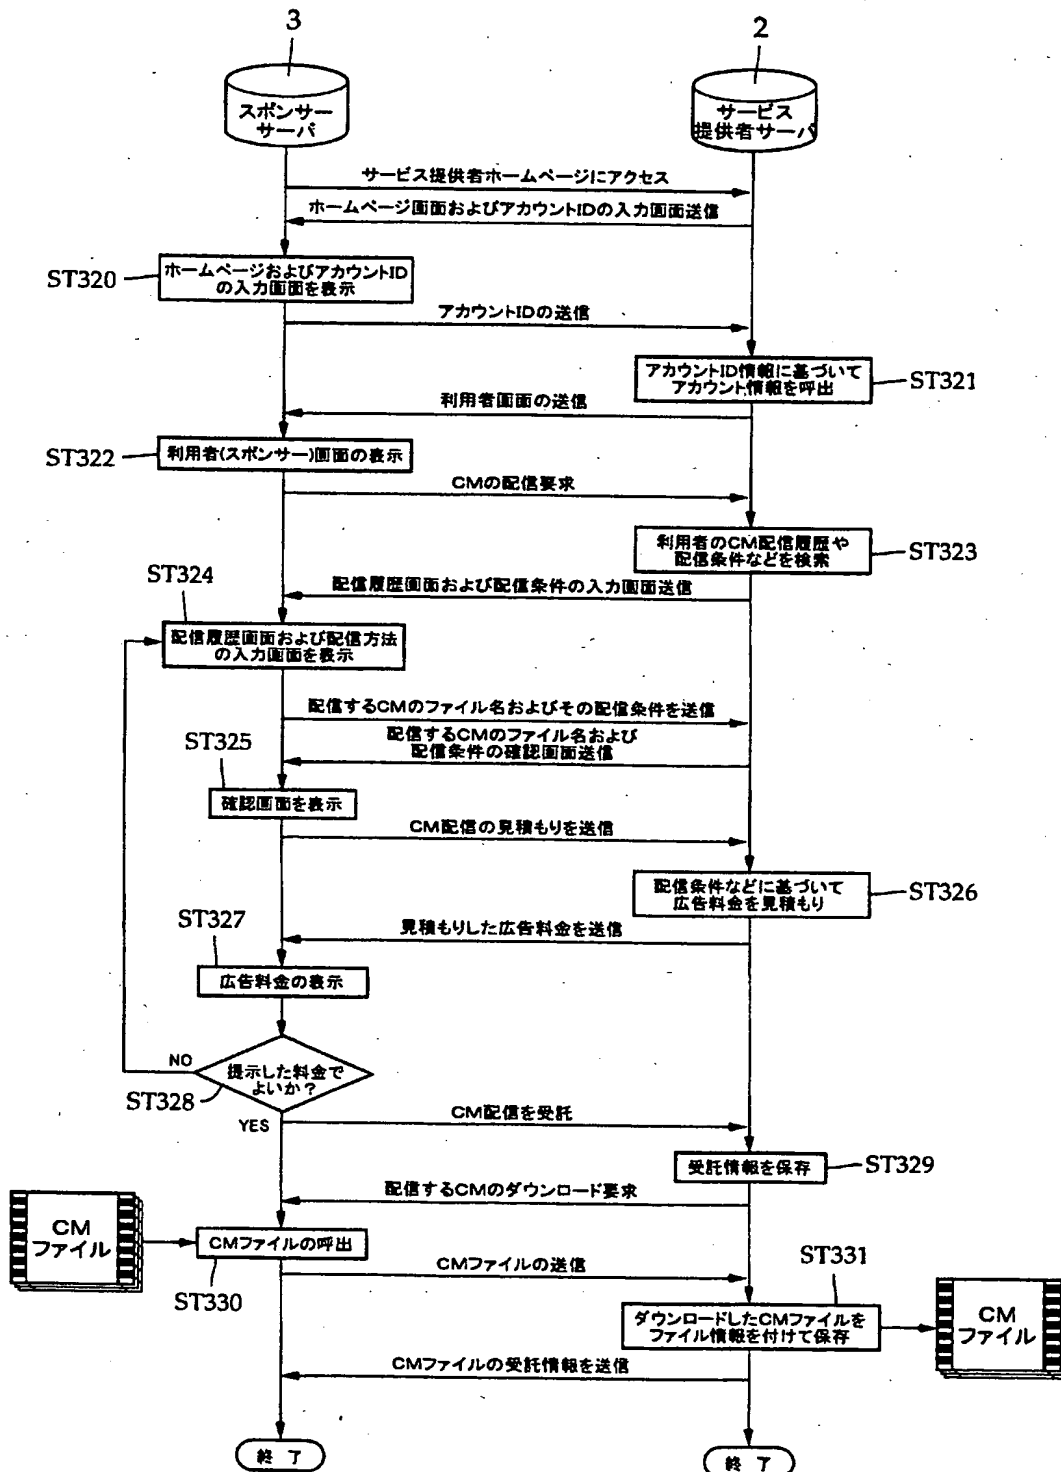 3
2
スポンサー
サーバ
サービス
提供者サーバ
サービス提供者ホームページにアクセス
ホームページ画面およびアカウントIDの入力画面送信
ST320
ホームページおよびアカウントID
の入力画面を表示
アカウントIDの送信
アカウントID情報に基づいて
アカウント情報を呼出
ST321
利用者画面の送信
ST322
利用者(スポンサー)画面の表示
CMの配信要求
利用者のCM配信履歴や
配信条件などを検索
ST323
ST324
配信履歴画面および配信条件の入力画面送信
配信履歴画面および配信方法
の入力画面を表示
配信するCMのファイル名およびその配信条件を送信
ST325
配信するCMのファイル名および
配信条件の確認画面送信
確認画面を表示
CM配信の見積もりを送信
配信条件などに基づいて
広告料金を見積もり
ST326
ST327
見積もりした広告料金を送信
広告料金の表示
NO
提示した料金で
よいか?
ST328
YES
CM配信を受託
受託情報を保存
ST329
配信するCMのダウンロード要求
CM
ファイル
CMファイルの呼出
ST330
CMファイルの送信
ST331
ダウンロードしたCMファイルを
ファイル情報を付けて保存
CM
ファイル
CMファイルの受託情報を送信
終了
終了